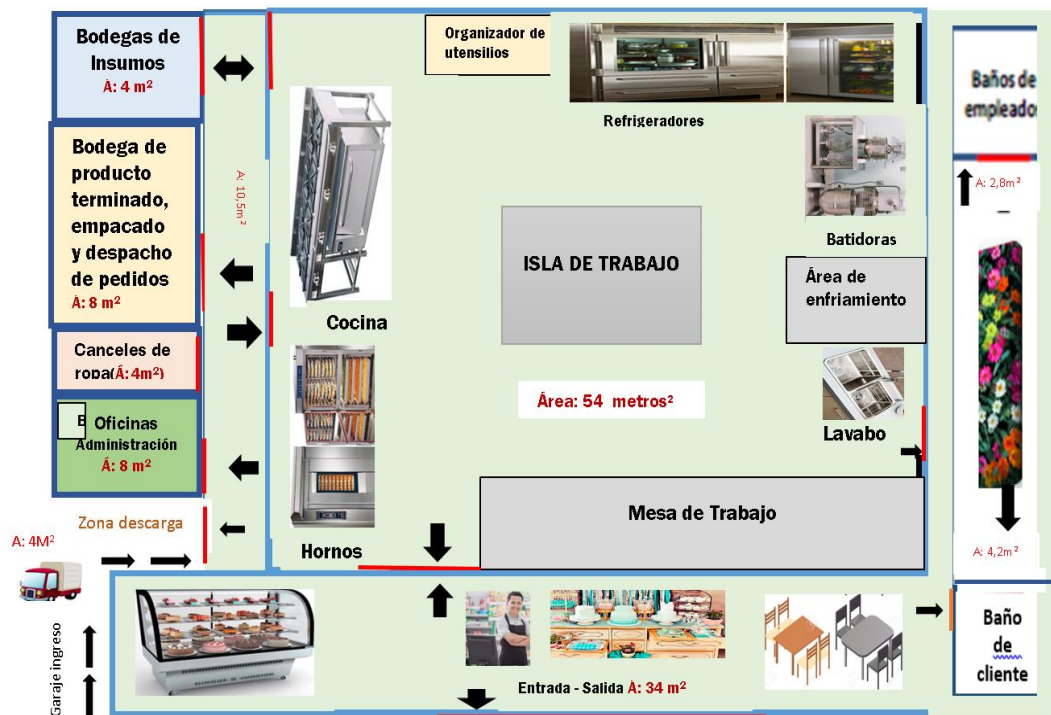 Bodegas de
Insumos
Á: 4 m²
Bodega de
producto
terminado,
empacado
y despacho
de pedidos
Á: 8 m²
Canceles de
ropa(Á:4m²)
E
Oficinas
Administración
Á: 8 m²
Zona descarga
A: 4M²
Garaje ingreso
A: 10,5m²
Organizador de
utensilios
Refrigeradores
Batidoras
ISLA DE TRABAJO
Área de
enfriamiento
Cocina
Área: 54 metros²
Lavabo
Mesa de Trabajo
Hornos
Entrada - Salida Á: 34 m²
Baños de
empleados
A: 2,8m²
A: 4,2m²
Baño
de
cliente